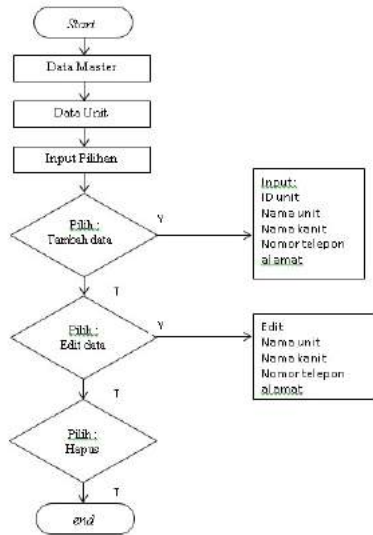 Start
Data Master
Data Unit
Input Pilihan
Pilih :
Tambah data
Y
Input :
ID unit
Nama unit
Nama kanit
Nomor telepon
alamat
T
Pilih :
Edit data
Y
Edit
Nama unit
Nama kanit
Nomor telepon
alamat
T
Pilih :
Hapus
T
end